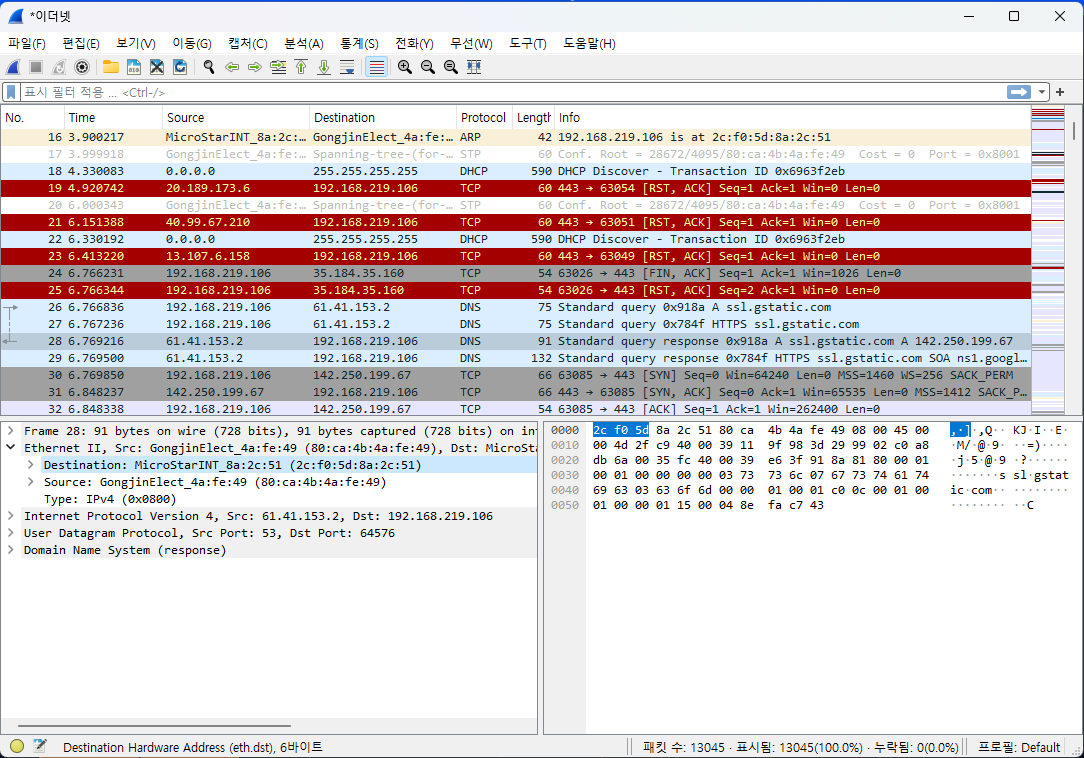 *이더넷
파일(F) 편집(E) 보기(V) 이동(G) 캡처(C) 분석(A) 통계(S) 전화(Y) 무선(W) 도구(T) 도움말(H)
표시 필터 적용 … <Ctrl-/>
No. Time Source Destination Protocol Length Info
16 3.900217 MicroStarINT_8a:2c:… GongjinElect_4a:fe:… ARP 42 192.168.219.106 is at 2c:f0:5d:8a:2c:51
17 3.999918 GongjinElect_4a:fe:… Spanning-tree-(for-… STP 60 Conf. Root = 28672/4095/80:ca:4b:4a:fe:49 Cost = 0 Port = 0x8001
18 4.330083 0.0.0.0 255.255.255.255 DHCP 590 DHCP Discover - Transaction ID 0x6963f2eb
19 4.920742 20.189.173.6 192.168.219.106 TCP 60 443 → 63054 [RST, ACK] Seq=1 Ack=1 Win=0 Len=0
20 6.000343 GongjinElect_4a:fe:… Spanning-tree-(for-… STP 60 Conf. Root = 28672/4095/80:ca:4b:4a:fe:49 Cost = 0 Port = 0x8001
21 6.151388 40.99.67.210 192.168.219.106 TCP 60 443 → 63051 [RST, ACK] Seq=1 Ack=1 Win=0 Len=0
22 6.330192 0.0.0.0 255.255.255.255 DHCP 590 DHCP Discover - Transaction ID 0x6963f2eb
23 6.413220 13.107.6.158 192.168.219.106 TCP 60 443 → 63049 [RST, ACK] Seq=1 Ack=1 Win=0 Len=0
24 6.766231 192.168.219.106 35.184.35.160 TCP 54 63026 → 443 [FIN, ACK] Seq=1 Ack=1 Win=1026 Len=0
25 6.766344 192.168.219.106 35.184.35.160 TCP 54 63026 → 443 [RST, ACK] Seq=2 Ack=1 Win=0 Len=0
26 6.766836 192.168.219.106 61.41.153.2 DNS 75 Standard query 0x918a A ssl.gstatic.com
27 6.767236 192.168.219.106 61.41.153.2 DNS 75 Standard query 0x784f HTTPS ssl.gstatic.com
28 6.769216 61.41.153.2 192.168.219.106 DNS 91 Standard query response 0x918a A ssl.gstatic.com A 142.250.199.67
29 6.769500 61.41.153.2 192.168.219.106 DNS 132 Standard query response 0x784f HTTPS ssl.gstatic.com SOA ns1.googl…
30 6.769850 192.168.219.106 142.250.199.67 TCP 66 63085 → 443 [SYN] Seq=0 Win=64240 Len=0 MSS=1460 WS=256 SACK_PERM
31 6.848237 142.250.199.67 192.168.219.106 TCP 66 443 → 63085 [SYN, ACK] Seq=0 Ack=1 Win=65535 Len=0 MSS=1412 SACK_P…
32 6.848338 192.168.219.106 142.250.199.67 TCP 54 63085 → 443 [ACK] Seq=1 Ack=1 Win=262400 Len=0
Frame 28: 91 bytes on wire (728 bits), 91 bytes captured (728 bits) on int
Ethernet II, Src: GongjinElect_4a:fe:49 (80:ca:4b:4a:fe:49), Dst: MicroSta
Destination: MicroStarINT_8a:2c:51 (2c:f0:5d:8a:2c:51)
Source: GongjinElect_4a:fe:49 (80:ca:4b:4a:fe:49)
Type: IPv4 (0x0800)
Internet Protocol Version 4, Src: 61.41.153.2, Dst: 192.168.219.106
User Datagram Protocol, Src Port: 53, Dst Port: 64576
Domain Name System (response)
0000 2c f0 5d 8a 2c 51 80 ca 4b 4a fe 49 08 00 45 00 ,·]·,Q·· KJ·I··E·
0010 00 4d 2f c9 40 00 39 11 9f 98 3d 29 99 02 c0 a8 ·M/·@·9· ··=)····
0020 db 6a 00 35 fc 40 00 39 e6 3f 91 8a 81 80 00 01 ·j·5·@·9 ·?······
0030 00 01 00 00 00 00 03 73 73 6c 07 67 73 74 61 74 ·······s sl·gstat
0040 69 63 03 63 6f 6d 00 00 01 00 01 c0 0c 00 01 00 ic·com·· ········
0050 01 00 00 01 15 00 04 8e fa c7 43 ········ ··C
Destination Hardware Address (eth.dst), 6바이트 패킷 수: 13045 · 표시됨: 13045(100.0%) · 누락됨: 0(0.0%) 프로필: Default